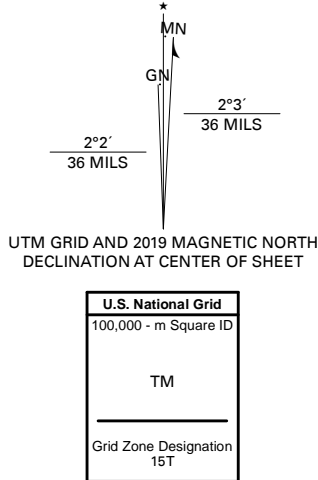 ★
MN
GN
2°3´
36 MILS
2°2´
36 MILS
UTM GRID AND 2019 MAGNETIC NORTH
DECLINATION AT CENTER OF SHEET
U.S. National Grid
100,000 - m Square ID
TM
Grid Zone Designation
15T